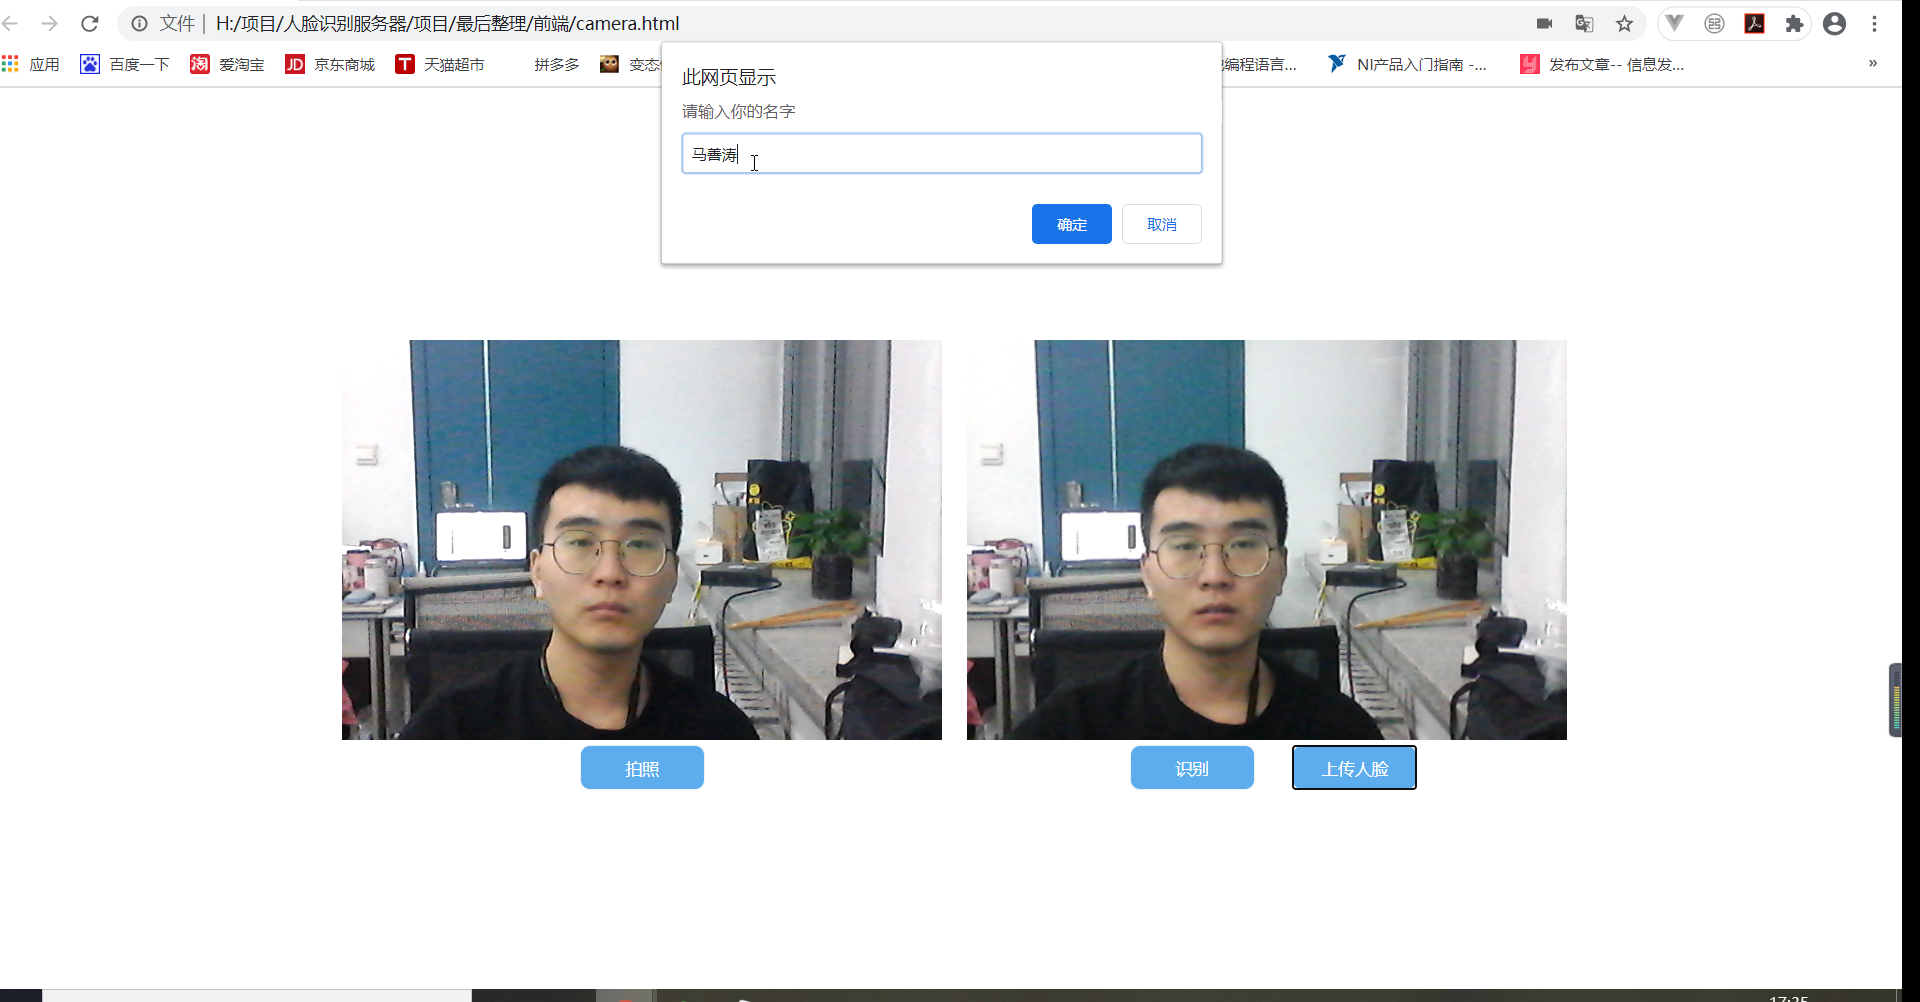 文件 | H:/项目/人脸识别服务器/项目/最后整理/前端/camera.html
应用 百度一下 淘 爱淘宝 JD 京东商城 T 天猫超市 拼多多 变态 编程语言... NI产品入门指南 -... 发布文章-- 信息发... »
此网页显示
请输入你的名字
马善涛
确定 取消
拍照 识别 上传人脸
17:35